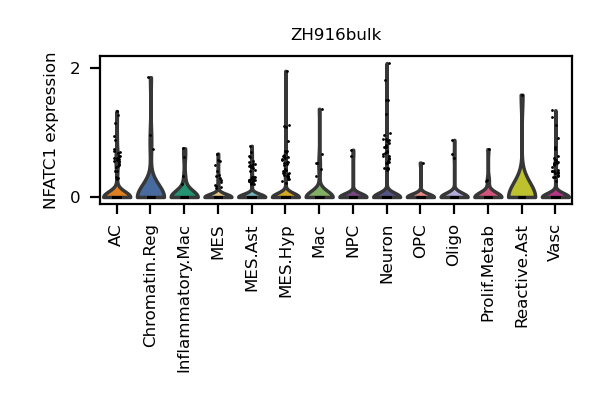 ZH916bulk
NFATC1 expression
2
0
AC
Chromatin.Reg
Inflammatory.Mac
MES
MES.Ast
MES.Hyp
Mac
NPC
Neuron
OPC
Oligo
Prolif.Metab
Reactive.Ast
Vasc